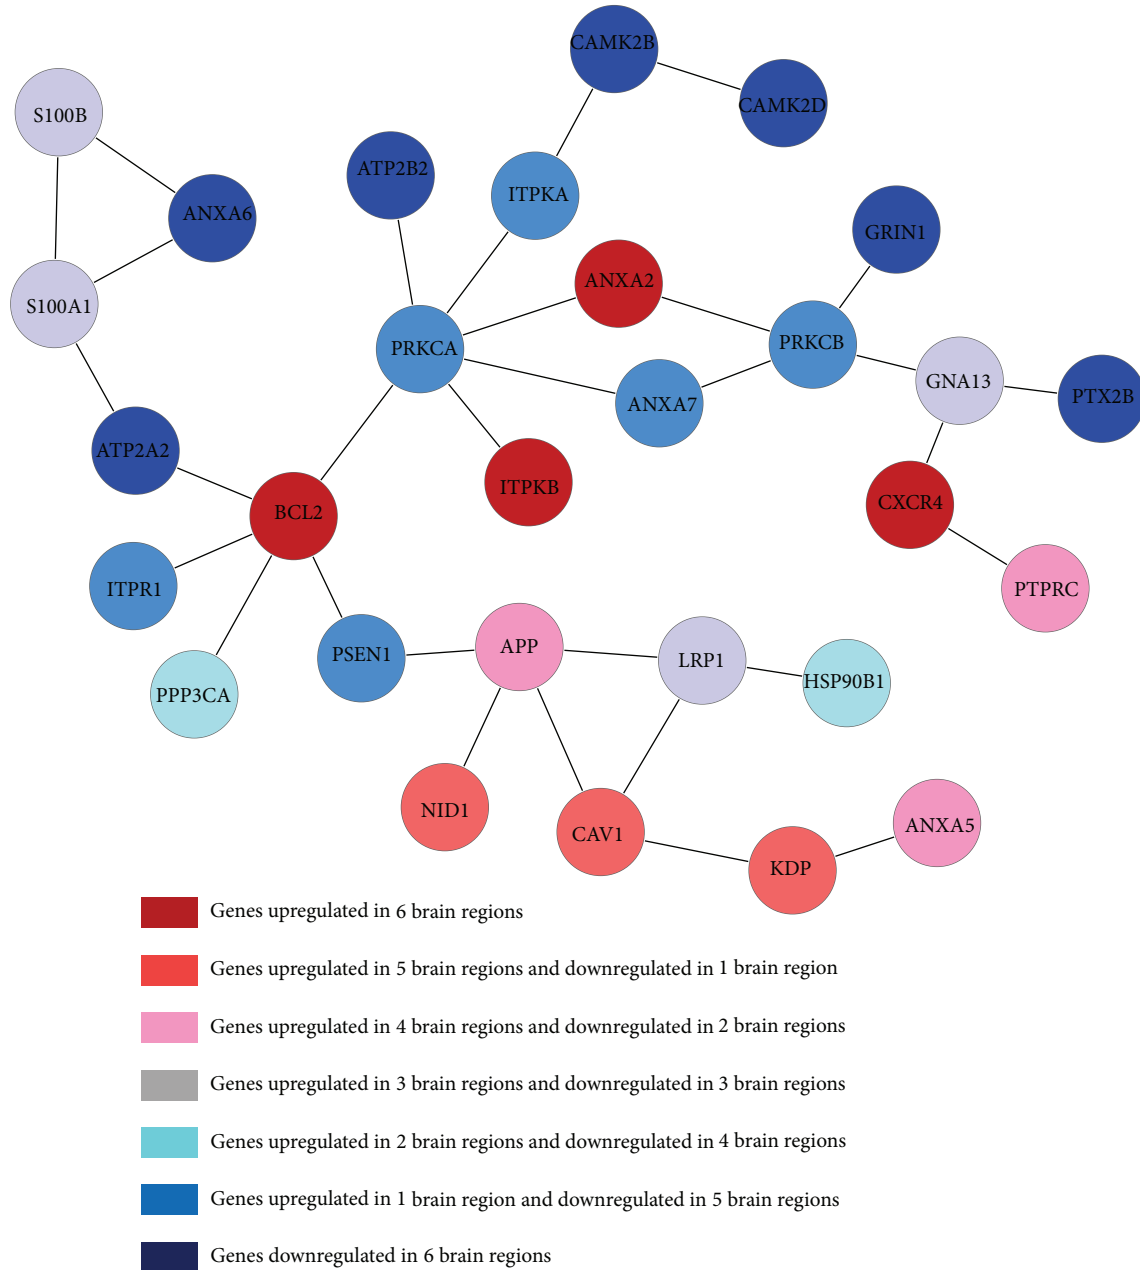 CAMK2B
CAMK2D
S100B
ATP2B2
ITPKA
ANXA6
GRIN1
ANXA2
S100A1
PRKCA
PRKCB
GNA13
PTX2B
ANXA7
ATP2A2
ITPKB
CXCR4
BCL2
ITPR1
PTPRC
PSEN1
APP
LRP1
HSP90B1
PPP3CA
NID1
CAV1
ANXA5
KDP
Genes upregulated in 6 brain regions
Genes upregulated in 5 brain regions and downregulated in 1 brain region
Genes upregulated in 4 brain regions and downregulated in 2 brain regions
Genes upregulated in 3 brain regions and downregulated in 3 brain regions
Genes upregulated in 2 brain regions and downregulated in 4 brain regions
Genes upregulated in 1 brain region and downregulated in 5 brain regions
Genes downregulated in 6 brain regions